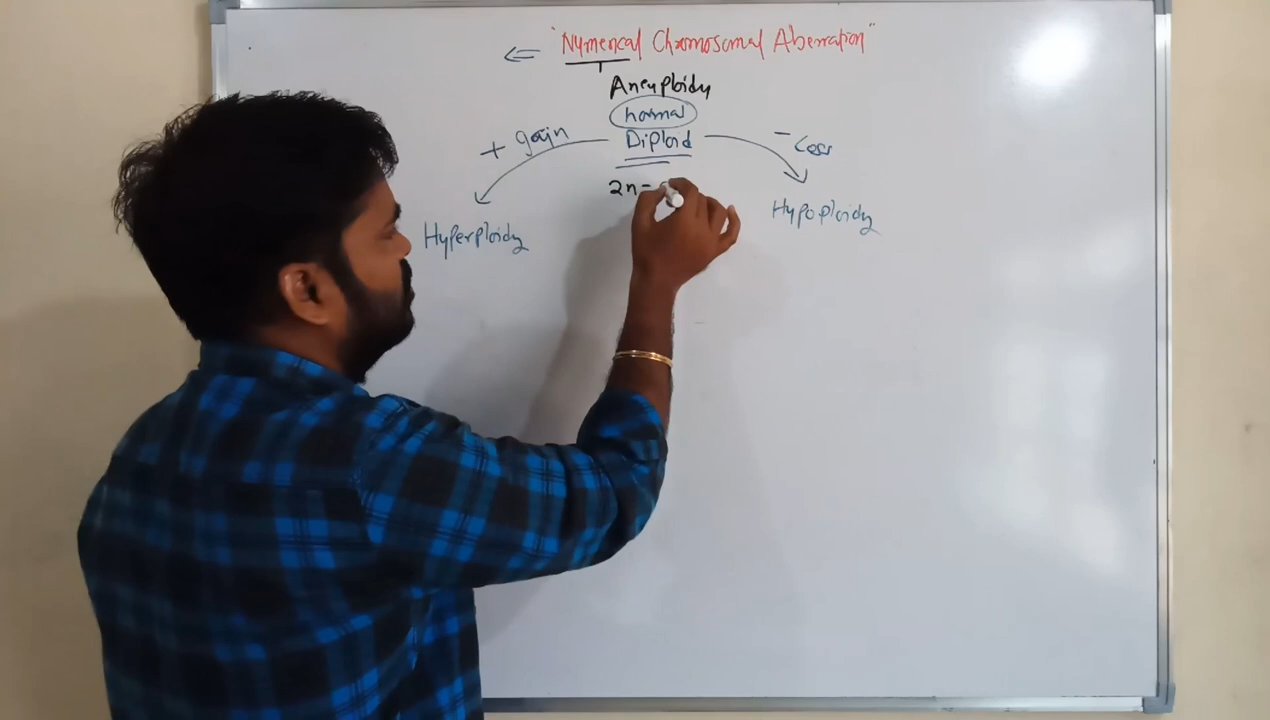 "Numerical Chromosomal Aberration"
Aneuploidy
normal
+ gain
Diploid
- Loss
2n=
Hypoploidy
Hyperploidy